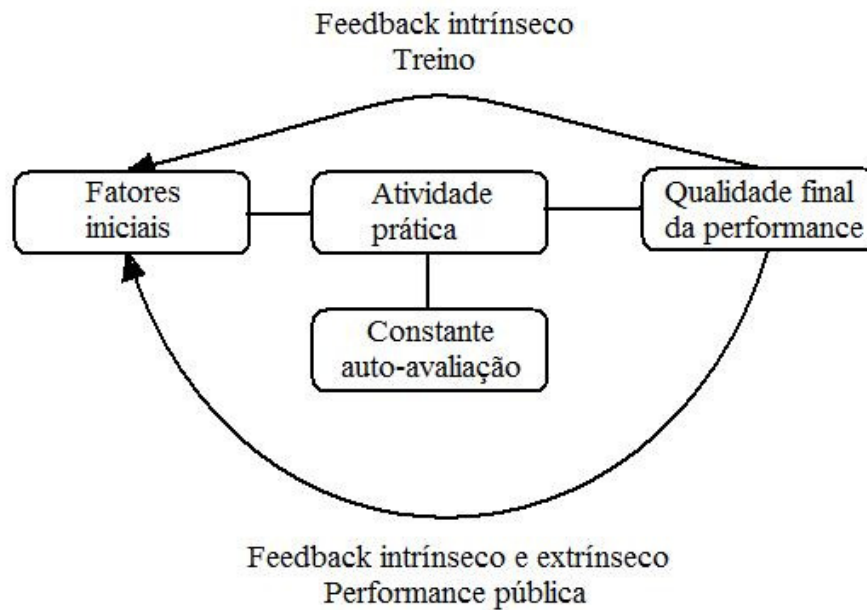 Feedback intrínseco
Treino
Fatores
iniciais
Atividade
prática
Qualidade final
da performance
Constante
auto-avaliação
Feedback intrínseco e extrínseco
Performance pública